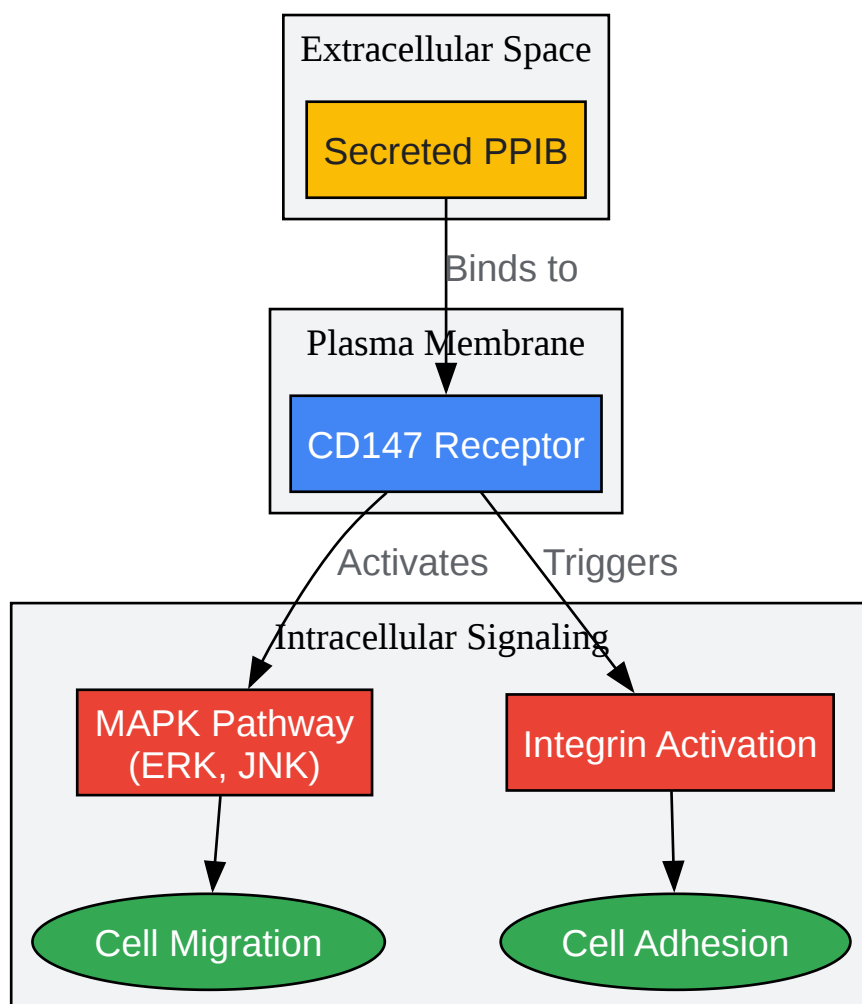 Extracellular Space
Secreted PPIB
Binds to
Plasma Membrane
CD147 Receptor
Activates
Triggers
Intracellular Signaling
MAPK Pathway
(ERK, JNK)
Integrin Activation
Cell Migration
Cell Adhesion